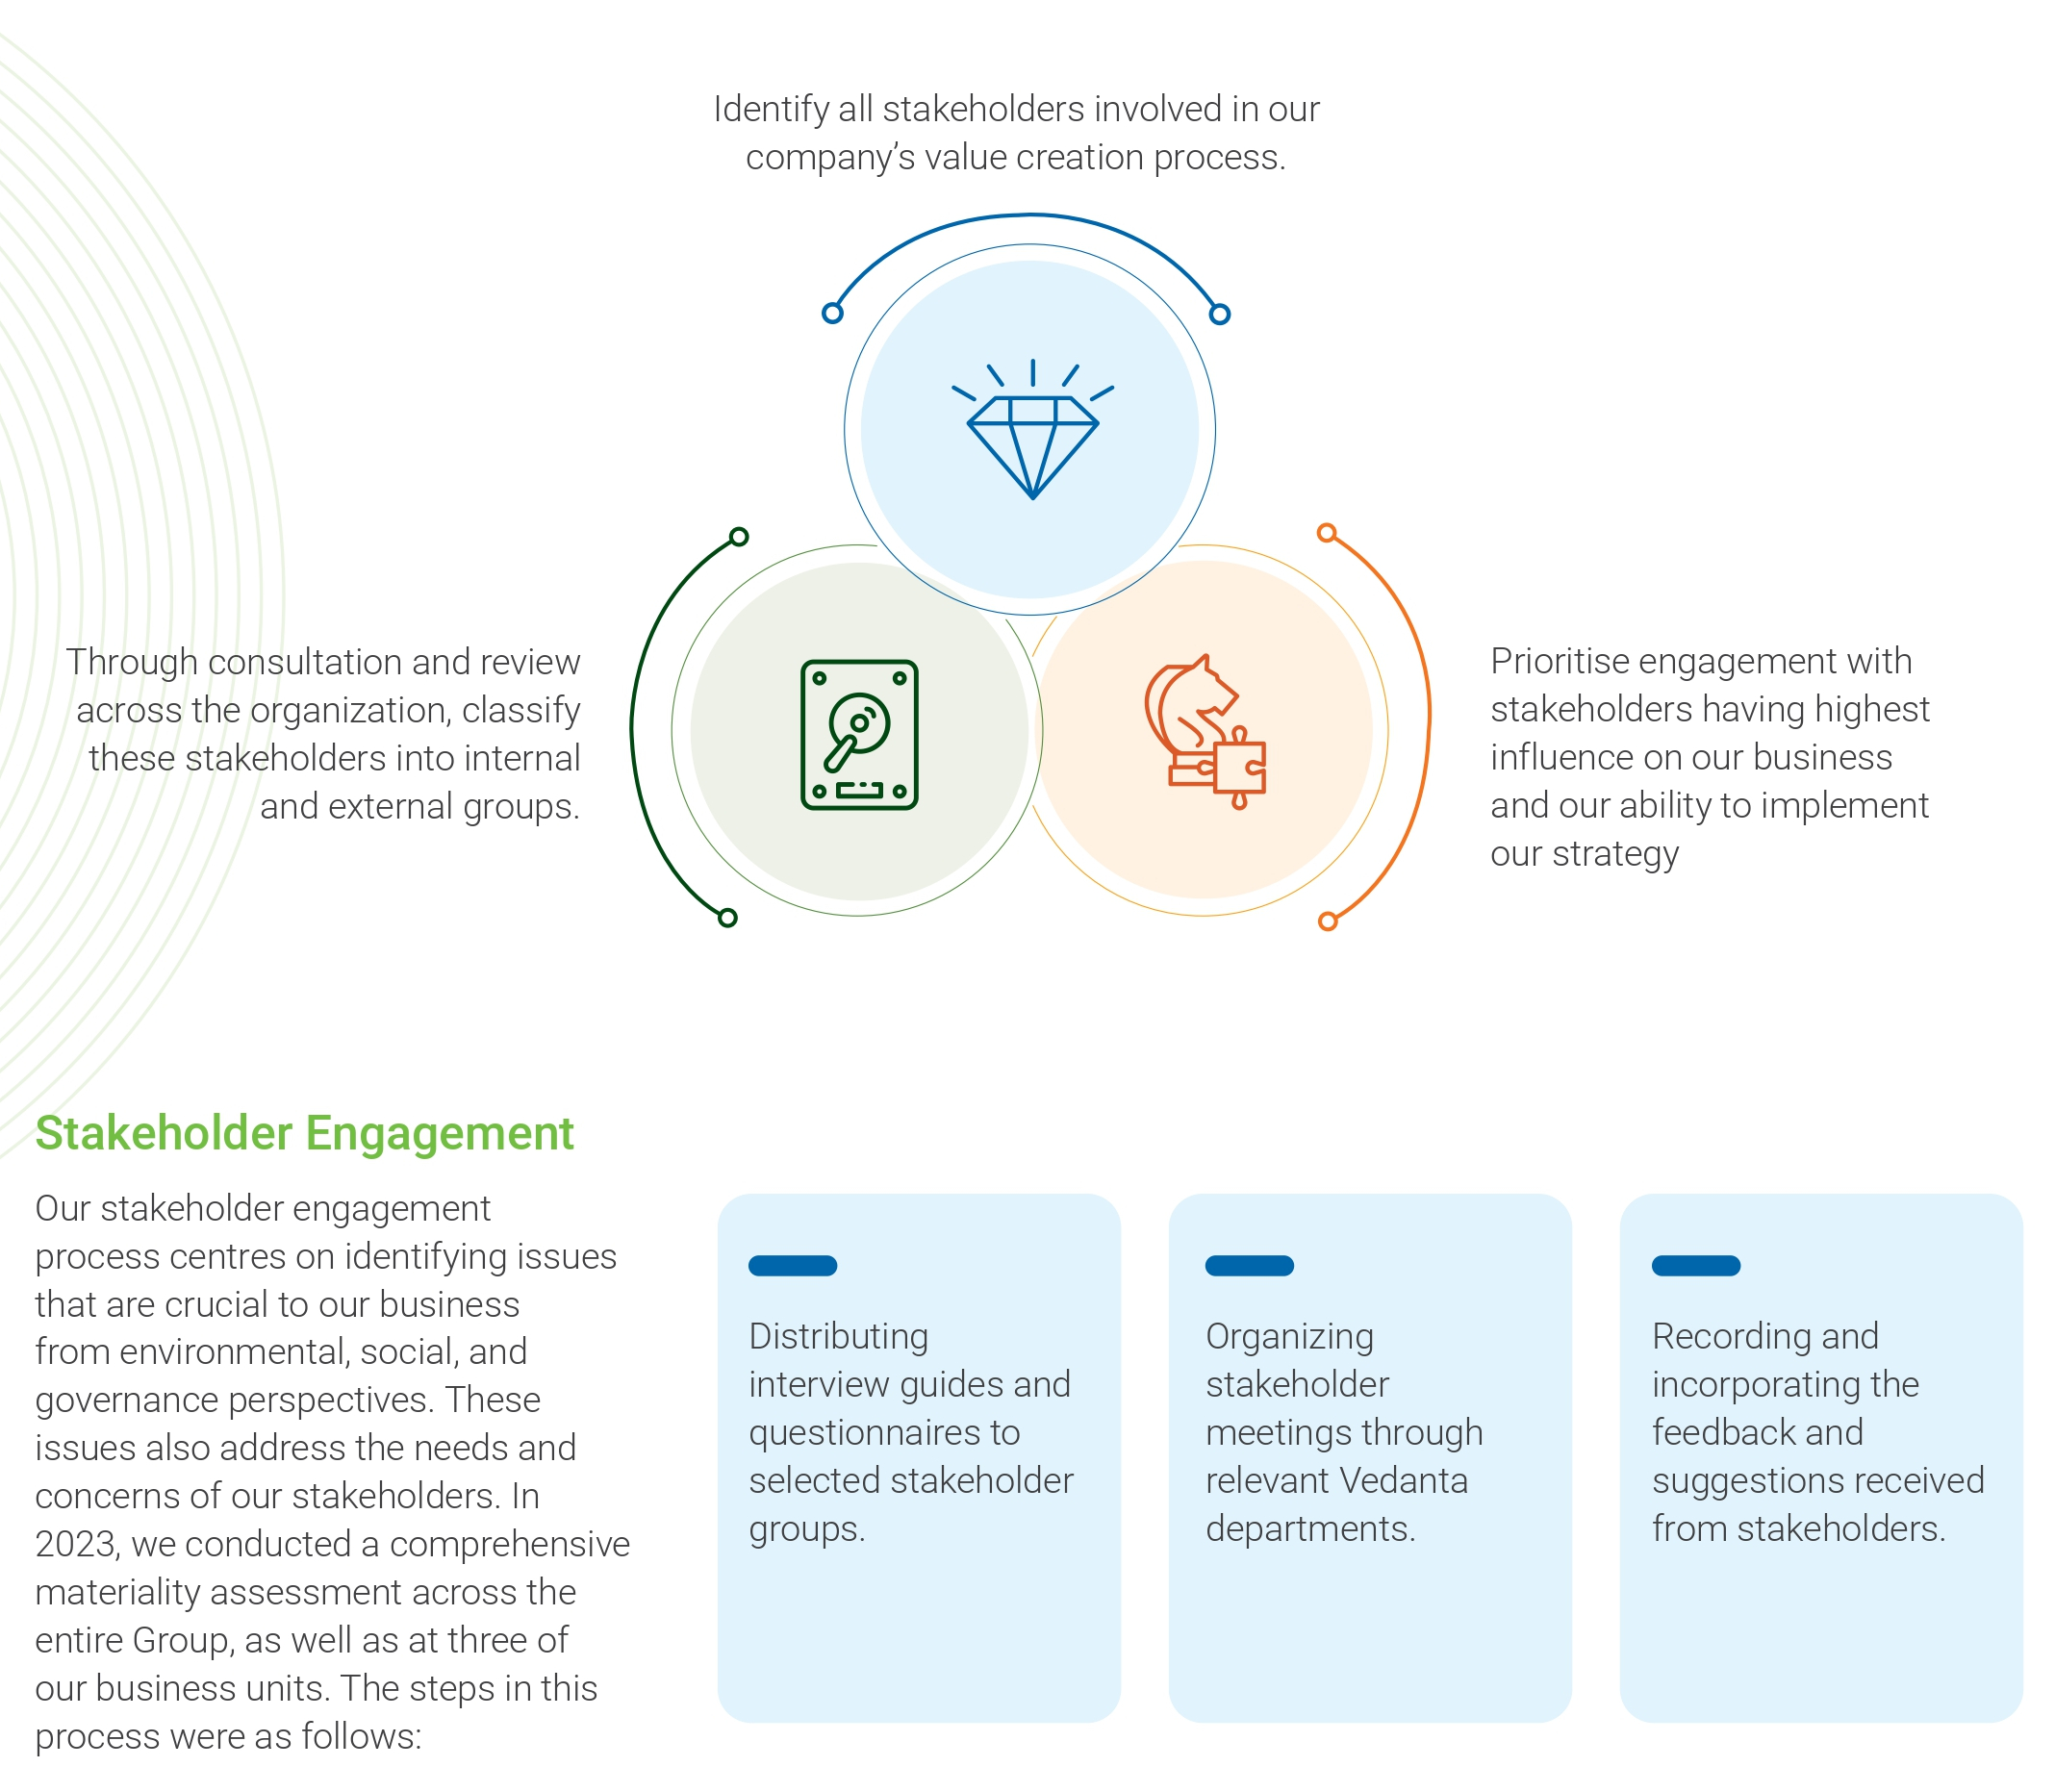 Identify all stakeholders involved in our
company’s value creation process.
Through consultation and review
across the organization, classify
these stakeholders into internal
and external groups.
Prioritise engagement with
stakeholders having highest
influence on our business
and our ability to implement
our strategy
Stakeholder Engagement
Our stakeholder engagement
process centres on identifying issues
that are crucial to our business
from environmental, social, and
governance perspectives. These
issues also address the needs and
concerns of our stakeholders. In
2023, we conducted a comprehensive
materiality assessment across the
entire Group, as well as at three of
our business units. The steps in this
process were as follows:
Distributing
interview guides and
questionnaires to
selected stakeholder
groups.
Organizing
stakeholder
meetings through
relevant Vedanta
departments.
Recording and
incorporating the
feedback and
suggestions received
from stakeholders.